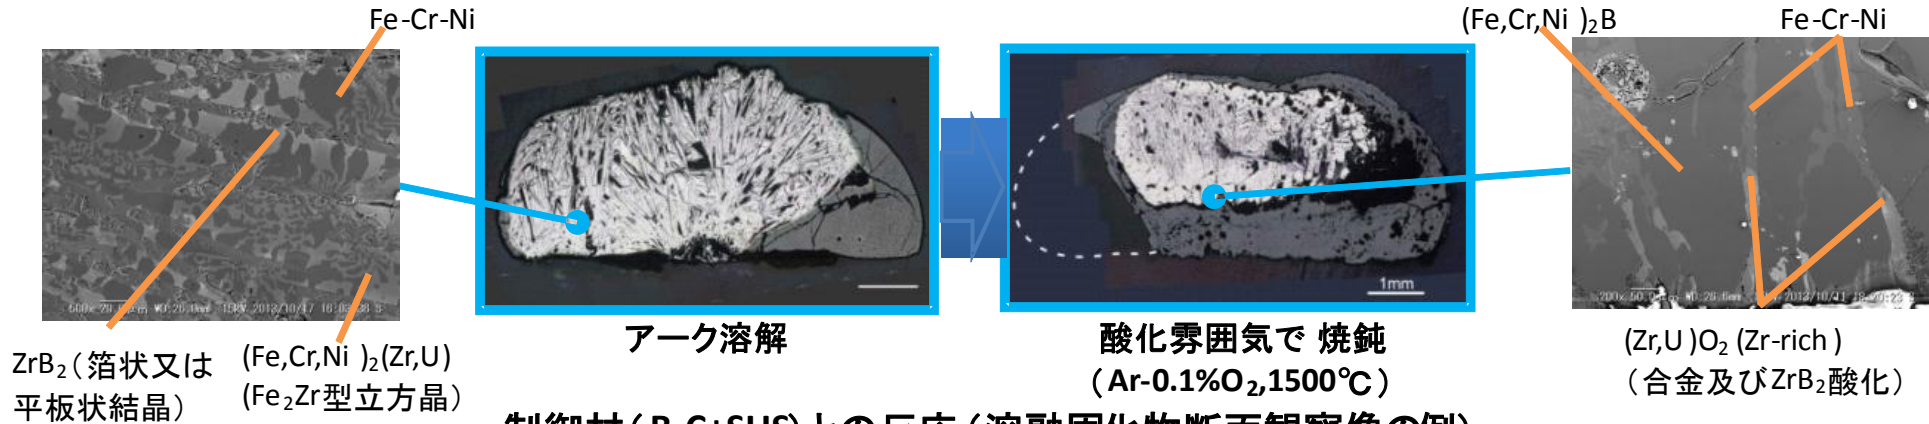 Fe-Cr-Ni
(Fe,Cr,Ni )₂B
Fe-Cr-Ni
1mm
アーク溶解
酸化雰囲気で 焼鈍
（Ar-0.1%O₂,1500℃）
ZrB₂（箔状又は
平板状結晶）
(Fe,Cr,Ni )₂(Zr,U)
(Fe₂Zr型立方晶）
(Zr,U )O₂ (Zr-rich )
（合金及びZrB₂酸化）